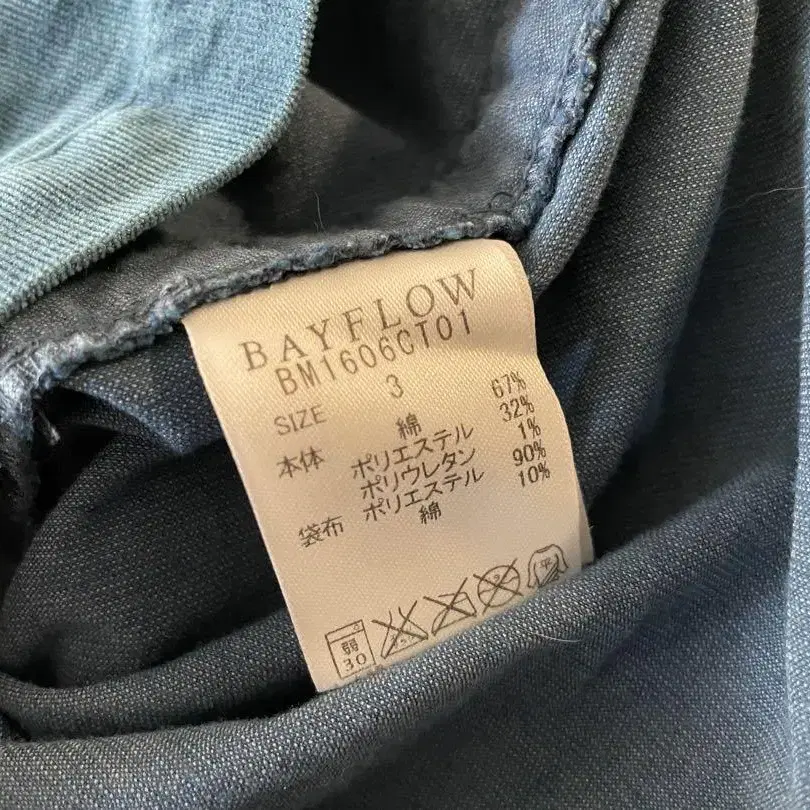 BAYFLOW
BM1606CT01
SIZE 3
本体 綿 67%
ポリエステル 32%
ポリウレタン 1%
袋布 ポリエステル 90%
綿 10%
弱
30
平